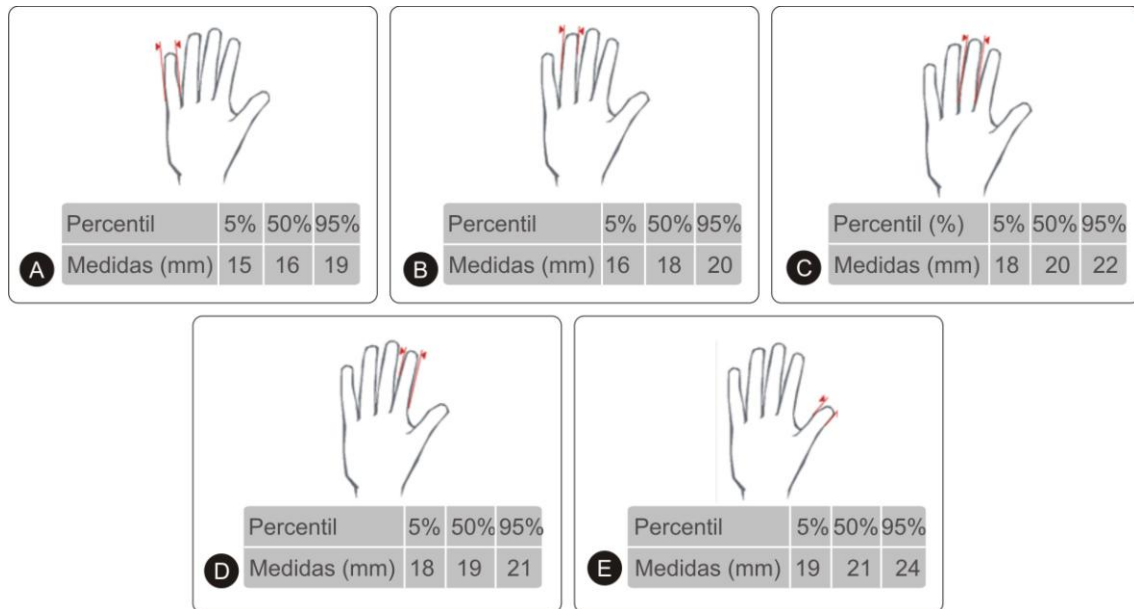 Percentil 5% 50% 95%
Medidas (mm) 15 16 19
A
Percentil 5% 50% 95%
Medidas (mm) 16 18 20
B
Percentil (%) 5% 50% 95%
Medidas (mm) 18 20 22
C
Percentil 5% 50% 95%
Medidas (mm) 18 19 21
D
Percentil 5% 50% 95%
Medidas (mm) 19 21 24
E